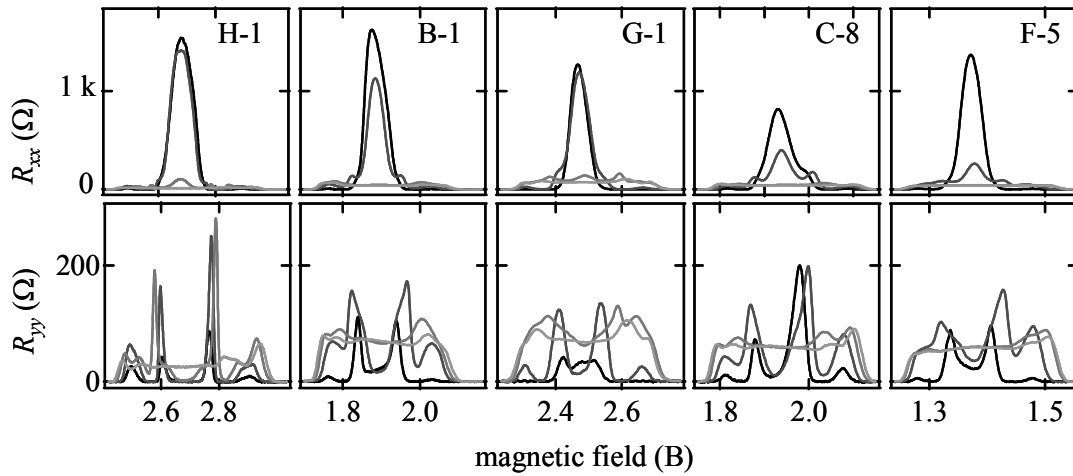 H-1 B-1 G-1 C-8 F-5
R_xx (Ω)
1 k
0
R_yy (Ω)
200
0
2.6 2.8 1.8 2.0 2.4 2.6 1.8 2.0 1.3 1.5
magnetic field (B)